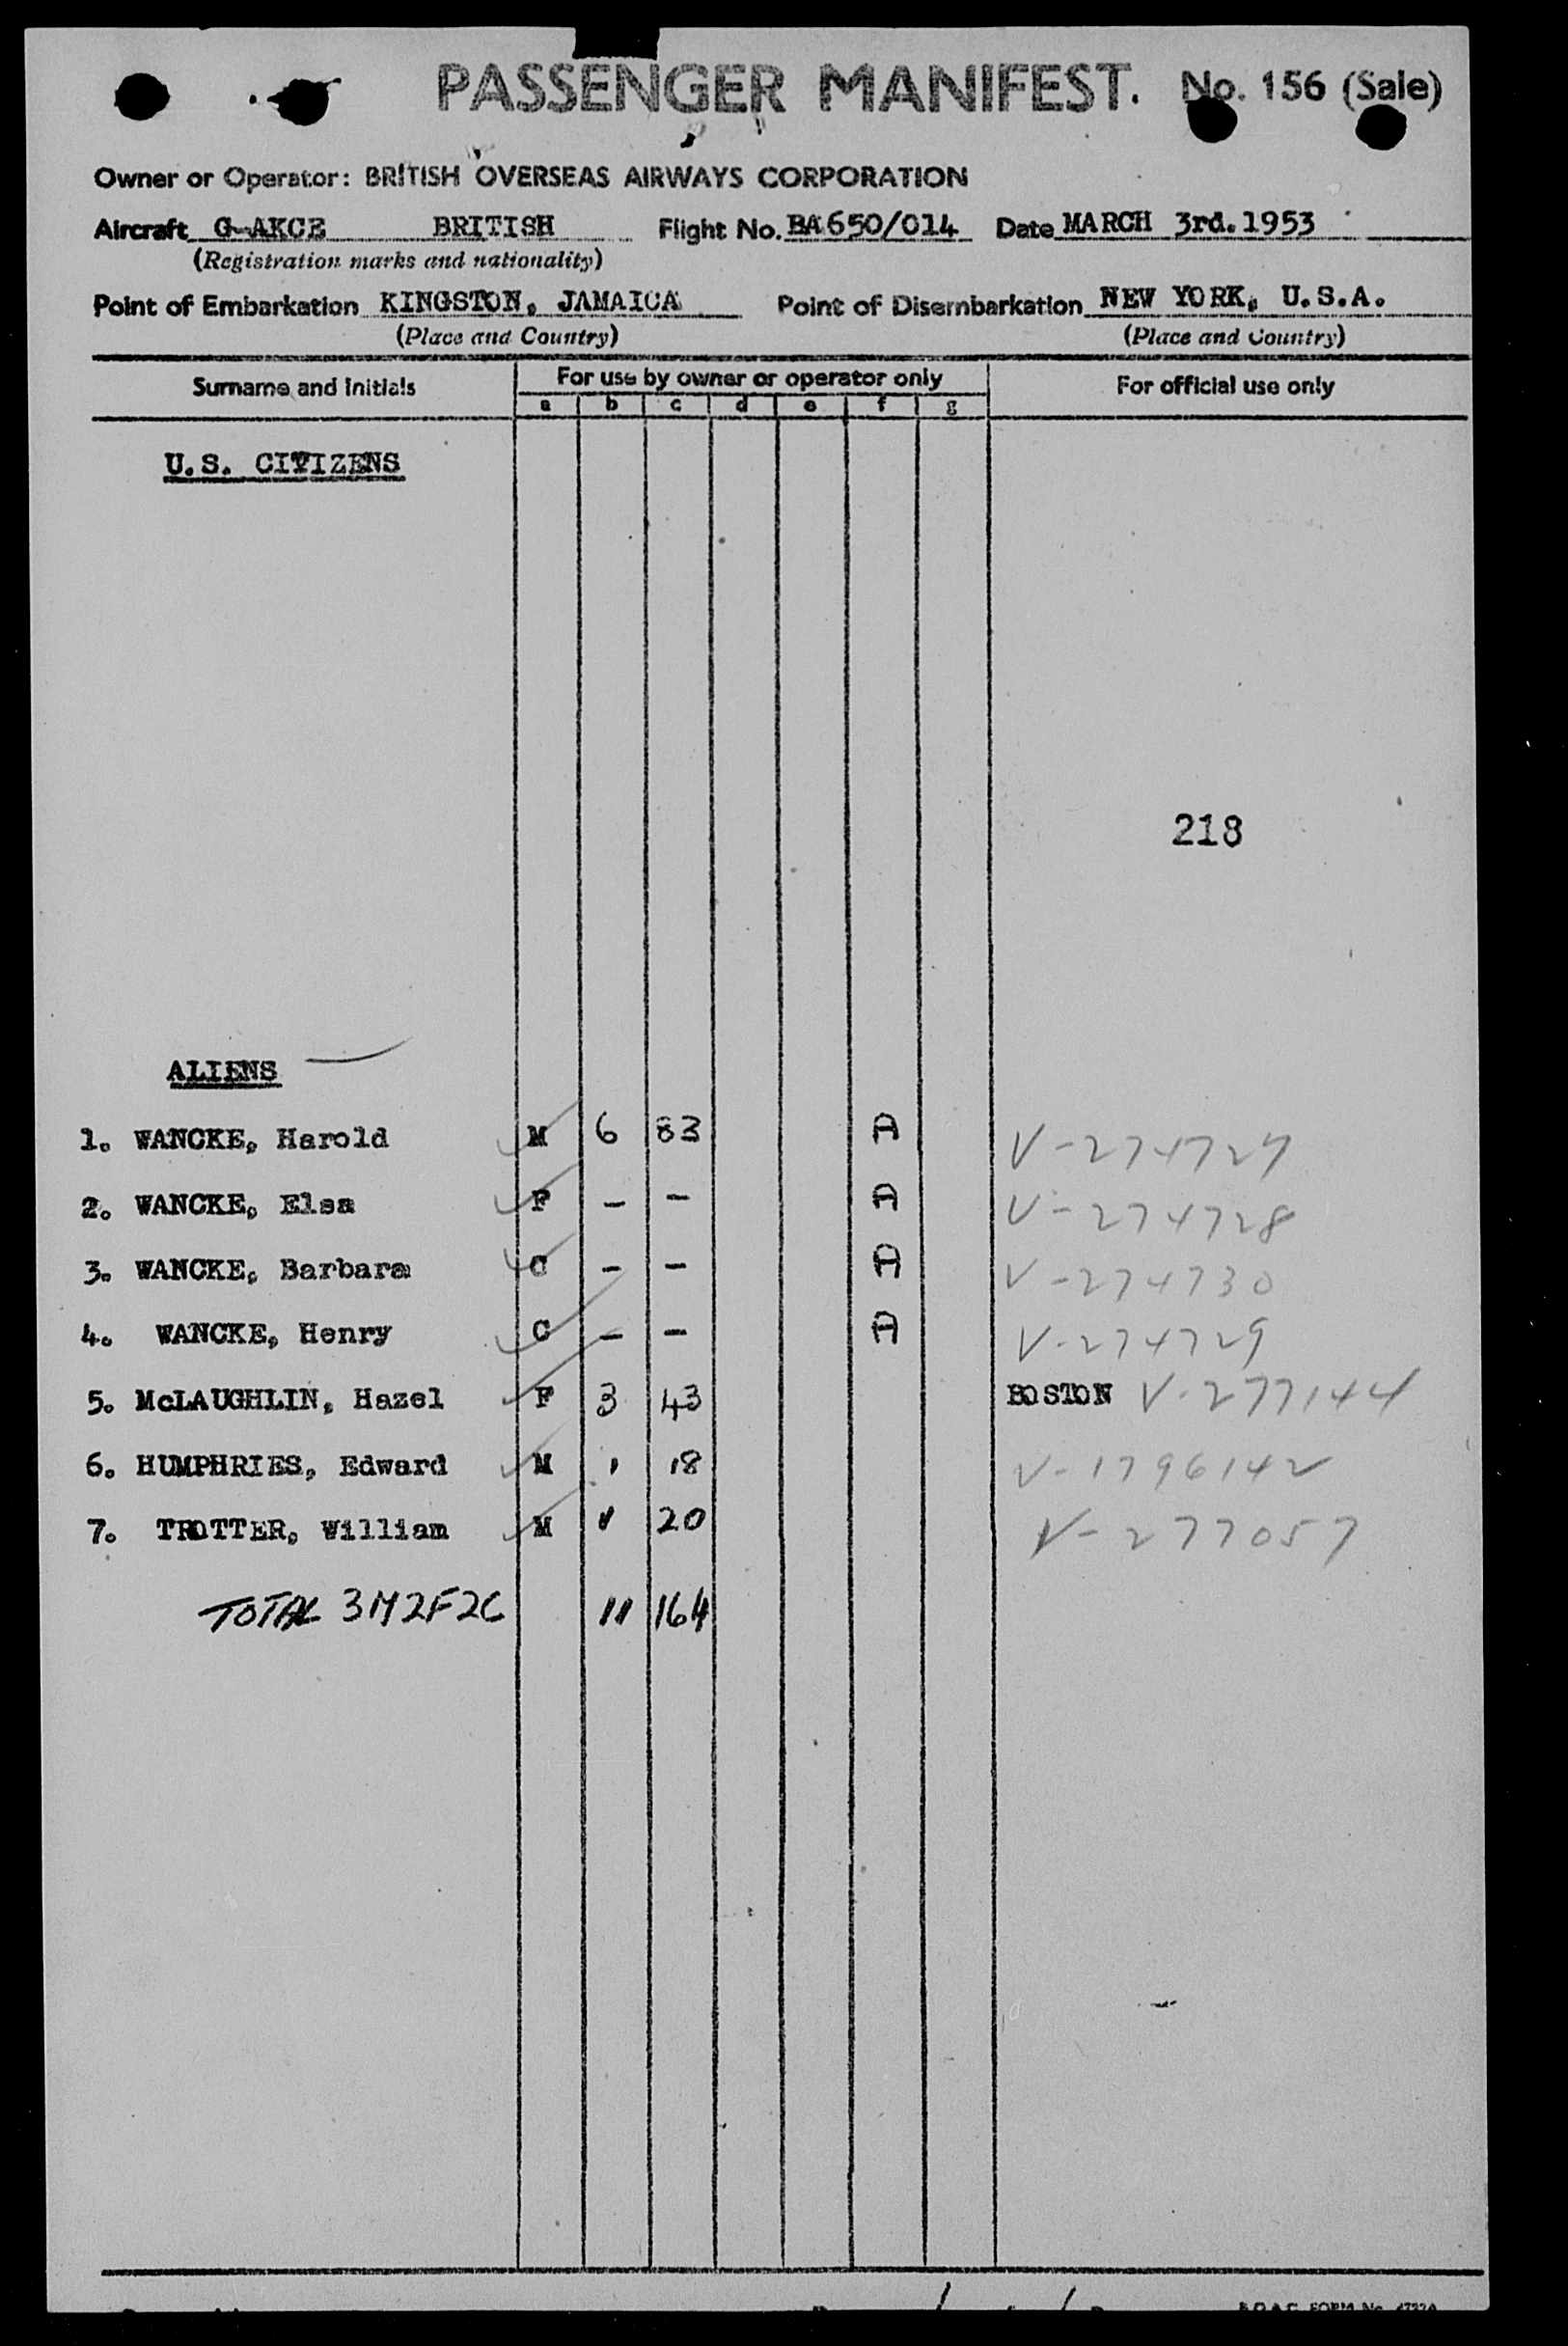 PASSENGER MANIFEST. No. 156 (Sale)
Owner or Operator: BRITISH OVERSEAS AIRWAYS CORPORATION
Aircraft G-AKCE BRITISH Flight No. BA650/014 Date MARCH 3rd.1953
(Registration marks and nationality)
Point of Embarkation KINGSTON, JAMAICA Point of Disembarkation NEW YORK, U.S.A.
(Place and Country) (Place and Country)
Surname and initials For use by owner or operator only For official use only
a b c d e f g
U.S. CITIZENS
218
ALIENS
1. WANCKE, Harold M 6 83 A V-274727
2. WANCKE, Elsa F - - A V-274728
3. WANCKE, Barbara C - - A V-274730
4. WANCKE, Henry C - - A V-274729
5. McLAUGHLIN, Hazel F 3 43 BOSTON V-277144
6. HUMPHRIES, Edward M 1 18 V-1796142
7. TROTTER, William M 1 20 V-277057
TOTAL 3M2F2C 11 164
B.O.A.C. FORM No.